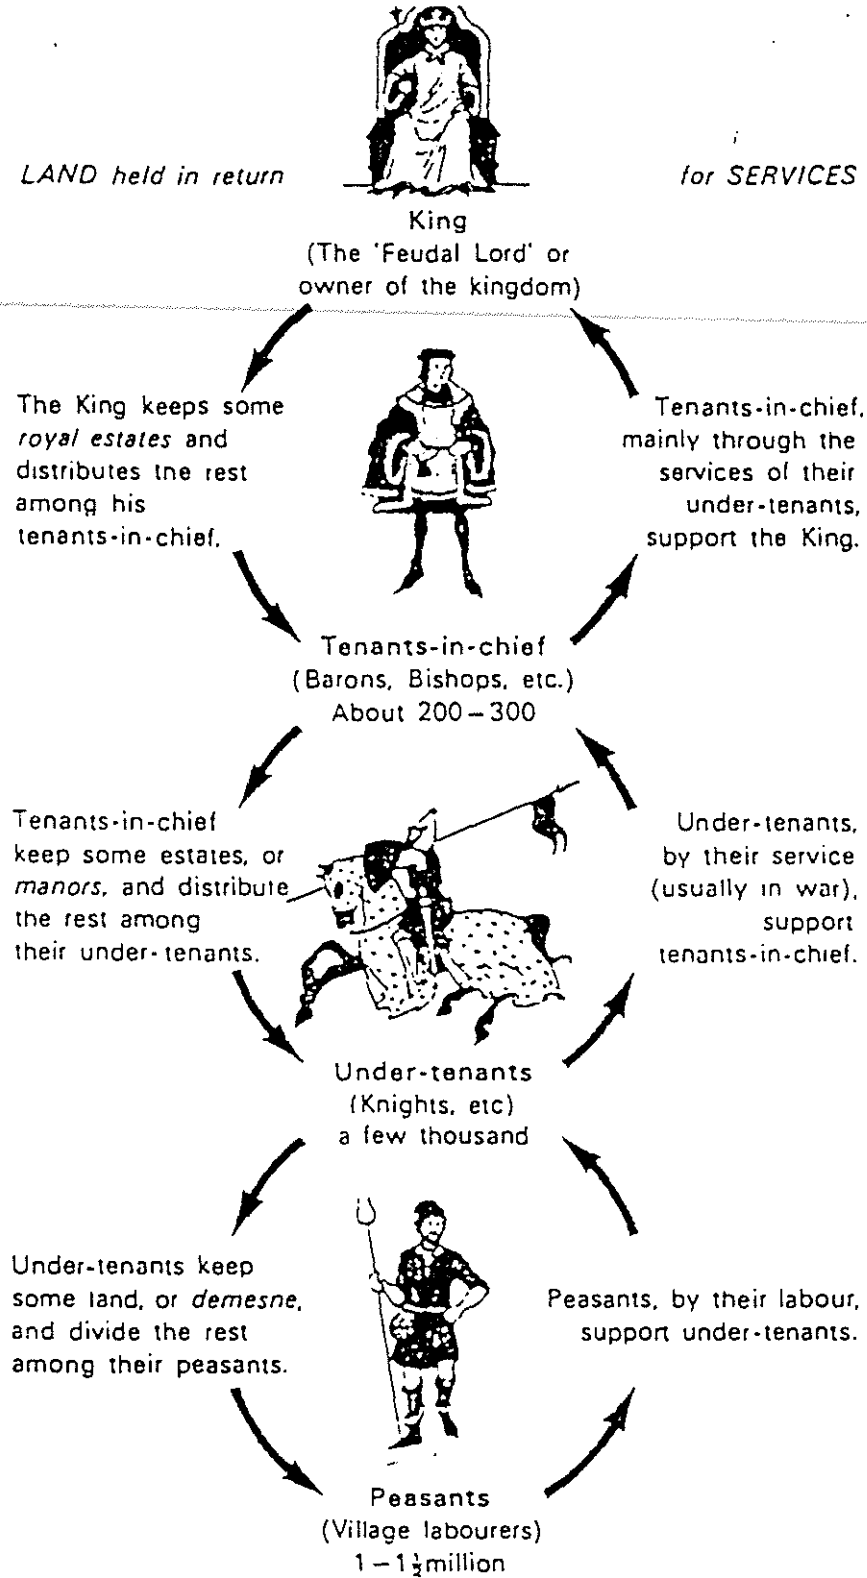 LAND held in return
for SERVICES
King
(The 'Feudal Lord' or
owner of the kingdom)
The King keeps some
royal estates and
distributes the rest
among his
tenants-in-chief.
Tenants-in-chief,
mainly through the
services of their
under-tenants,
support the King.
Tenants-in-chief
(Barons, Bishops, etc.)
About 200–300
Tenants-in-chief
keep some estates, or
manors, and distribute
the rest among
their under-tenants.
Under-tenants,
by their service
(usually in war),
support
tenants-in-chief.
Under-tenants
(Knights, etc)
a few thousand
Under-tenants keep
some land, or demesne,
and divide the rest
among their peasants.
Peasants, by their labour,
support under-tenants.
Peasants
(Village labourers)
1–1½ million